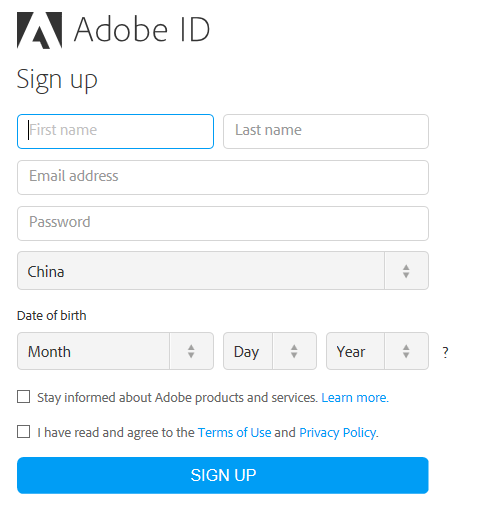 Adobe ID
Sign up
First name Last name
Email address
Password
China
Date of birth
Month Day Year ?
Stay informed about Adobe products and services. Learn more.
I have read and agree to the Terms of Use and Privacy Policy.
SIGN UP